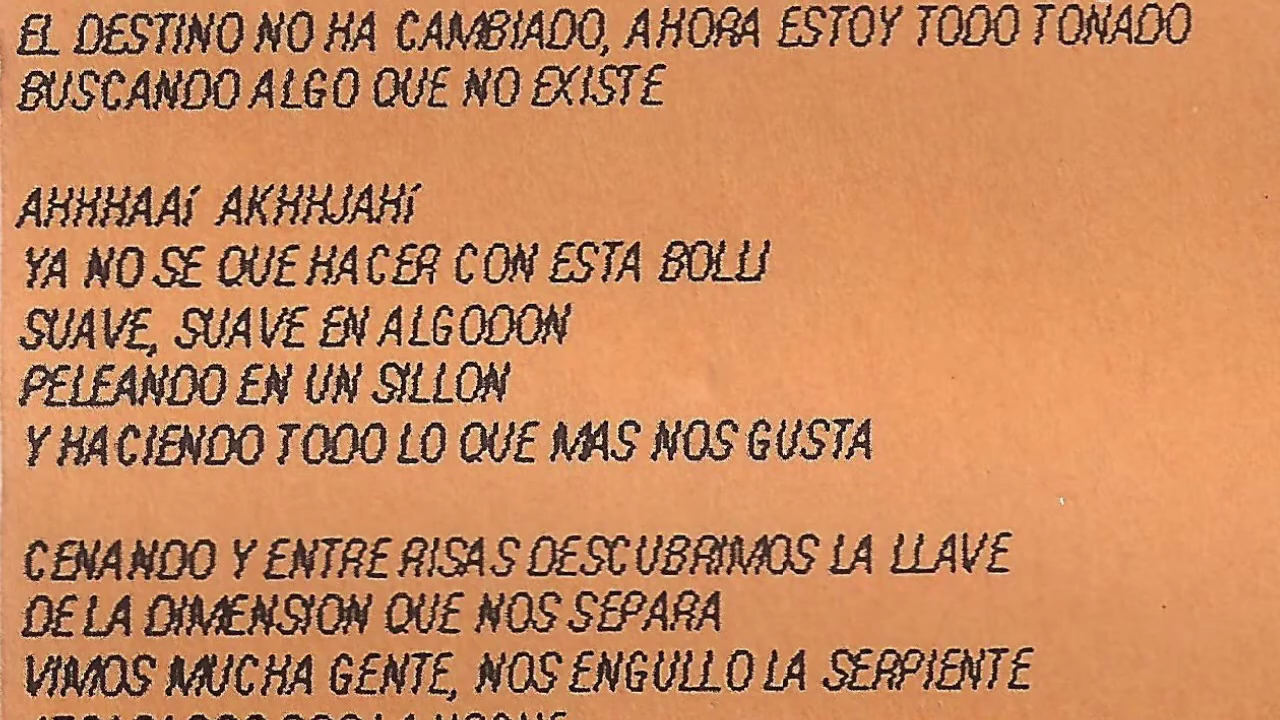 EL DESTINO NO HA CAMBIADO, AHORA ESTOY TODO TONADO
BUSCANDO ALGO QUE NO EXISTE
AHHHAAí AKHHJAHí
YA NO SE QUE HACER CON ESTA BOLU
SUAVE, SUAVE EN ALGODON
PELEANDO EN UN SILLON
Y HACIENDO TODO LO QUE MAS NOS GUSTA
CENANDO Y ENTRE RISAS DESCUBRIMOS LA LLAVE
DE LA DIMENSION QUE NOS SEPARA
VIMOS MUCHA GENTE, NOS ENGULLO LA SERPIENTE